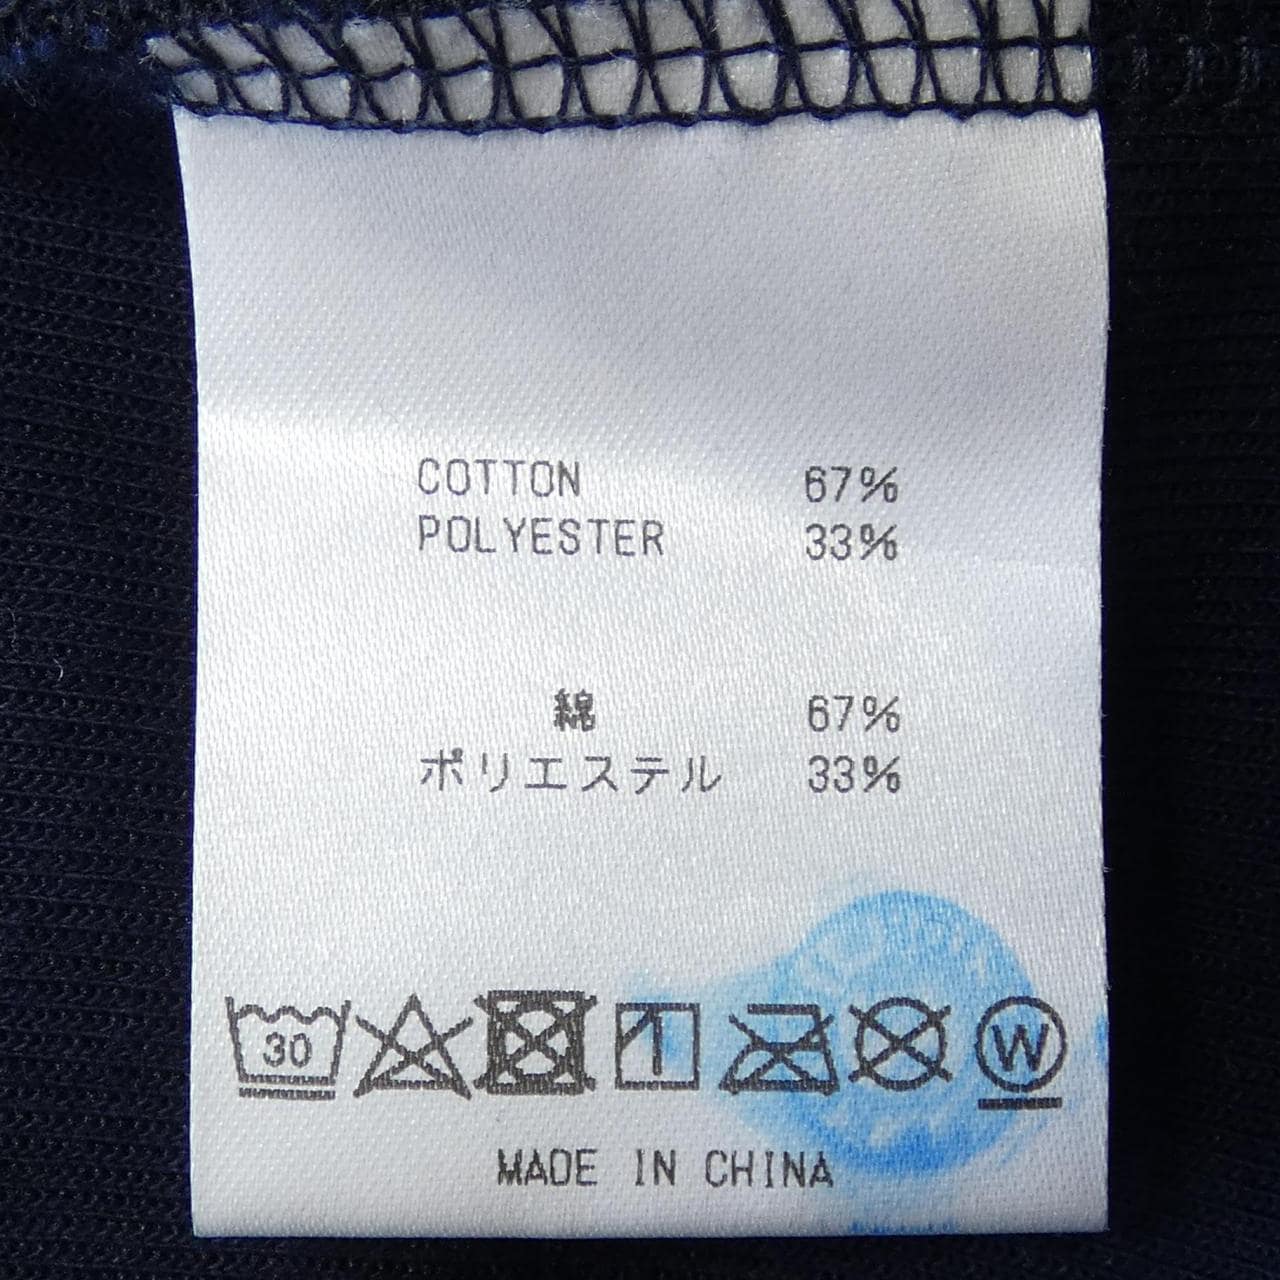 COTTON 67%
POLYESTER 33%
綿 67%
ポリエステル 33%
30 W
MADE IN CHINA